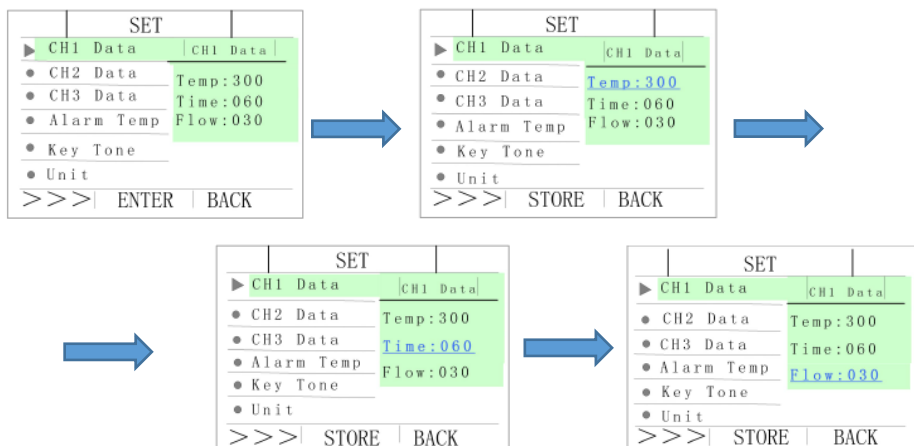 SET
CH1 Data CH1 Data
CH2 Data Temp:300
CH3 Data Time:060
Alarm Temp Flow:030
Key Tone
Unit
>>> ENTER BACK
SET
CH1 Data CH1 Data
CH2 Data Temp:300
CH3 Data Time:060
Alarm Temp Flow:030
Key Tone
Unit
>>> STORE BACK
SET
CH1 Data CH1 Data
CH2 Data Temp:300
CH3 Data Time:060
Alarm Temp Flow:030
Key Tone
Unit
>>> STORE BACK
SET
CH1 Data CH1 Data
CH2 Data Temp:300
CH3 Data Time:060
Alarm Temp Flow:030
Key Tone
Unit
>>> STORE BACK